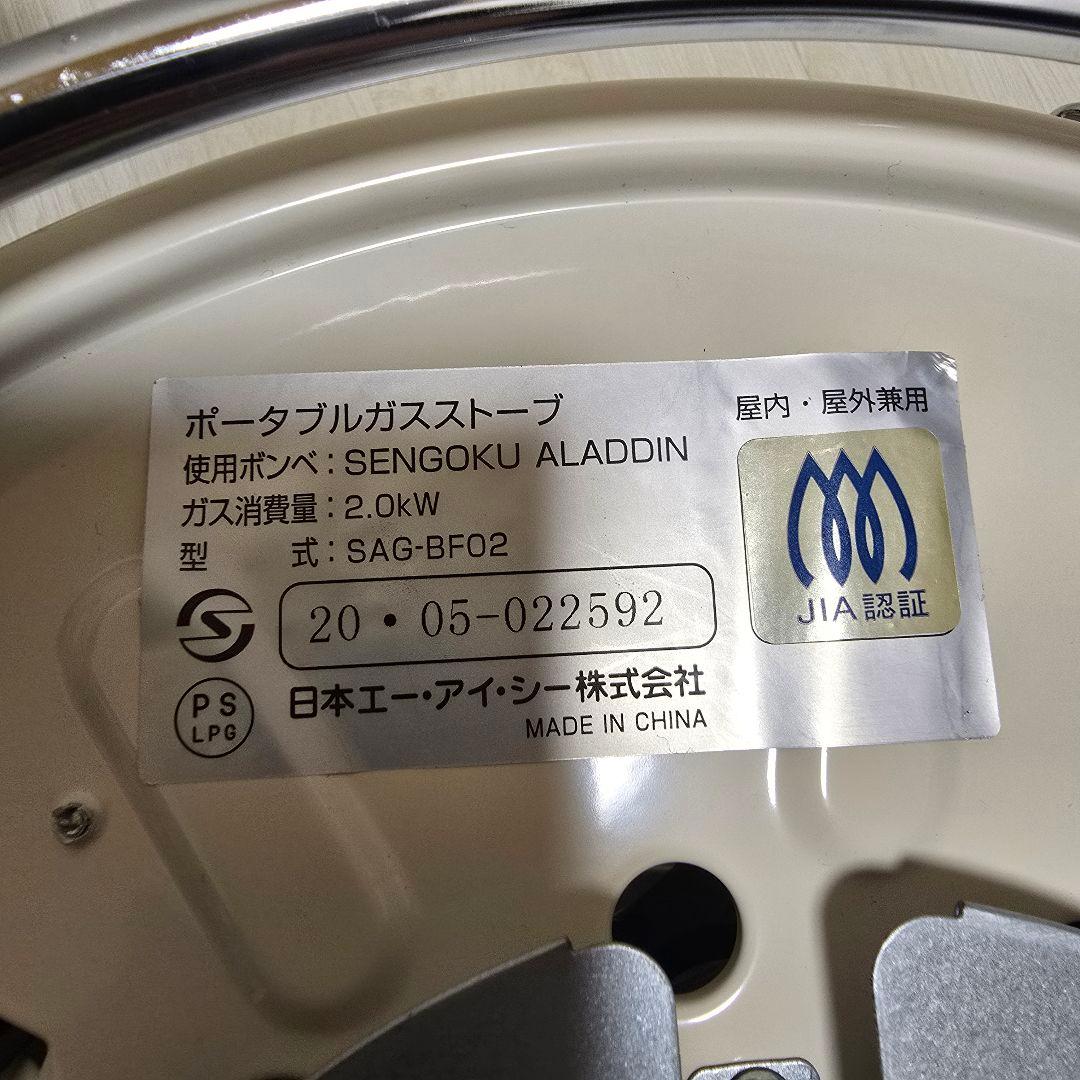 ポータブルガスストーブ
使用ボンベ：SENGOKU ALADDIN
ガス消費量：2.0kW
型　　式：SAG-BF02
20・05-022592
PS
LPG
日本エー・アイ・シー株式会社
MADE IN CHINA
屋内・屋外兼用
JIA認証